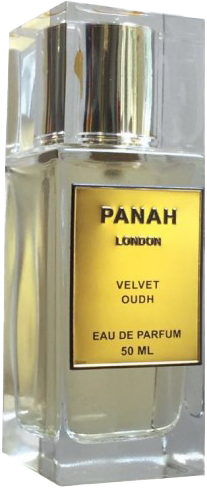 PANAH
LONDON
VELVET
OUDH
EAU DE PARFUM
50 ML